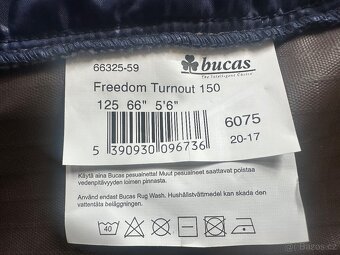 66325-59
bucas
The Intelligent Choice
Freedom Turnout 150
125 66" 5'6"
6075
20-17
5 390930 096736
Käytä aina Bucas pesuainetta! Muut pesuaineet saattavat poistaa
vedenpitävyyden loimen pinnasta.
Använd endast Bucas Rug Wash. Hushållstvättmedel kan skada den
vattentäta beläggningen.
40
Bazos.cz